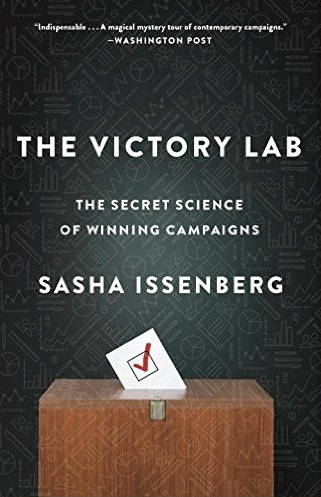 "Indispensable . . . A magical mystery tour of contemporary campaigns."
—WASHINGTON POST
THE VICTORY LAB
THE SECRET SCIENCE
OF WINNING CAMPAIGNS
SASHA ISSENBERG